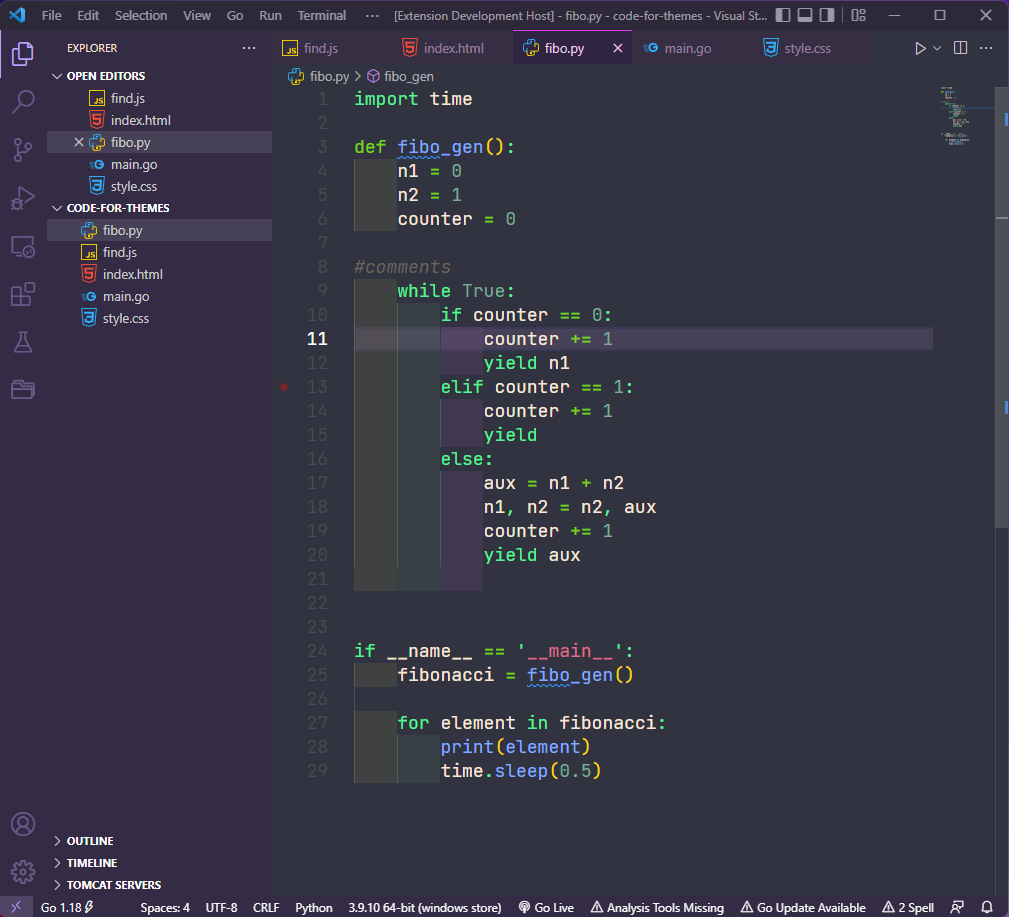 File Edit Selection View Go Run Terminal ··· [Extension Development Host] - fibo.py - code-for-themes - Visual St...
EXPLORER ···
OPEN EDITORS
find.js
index.html
fibo.py
main.go
style.css
CODE-FOR-THEMES
fibo.py
find.js
index.html
main.go
style.css
OUTLINE
TIMELINE
TOMCAT SERVERS
find.js index.html fibo.py main.go style.css
fibo.py > fibo_gen
1 import time
2
3 def fibo_gen():
4 n1 = 0
5 n2 = 1
6 counter = 0
7
8 #comments
9 while True:
10 if counter == 0:
11 counter += 1
12 yield n1
13 elif counter == 1:
14 counter += 1
15 yield
16 else:
17 aux = n1 + n2
18 n1, n2 = n2, aux
19 counter += 1
20 yield aux
21
22
23
24 if __name__ == '__main__':
25 fibonacci = fibo_gen()
26
27 for element in fibonacci:
28 print(element)
29 time.sleep(0.5)
Go 1.18 Spaces: 4 UTF-8 CRLF Python 3.9.10 64-bit (windows store) Go Live Analysis Tools Missing Go Update Available 2 Spell